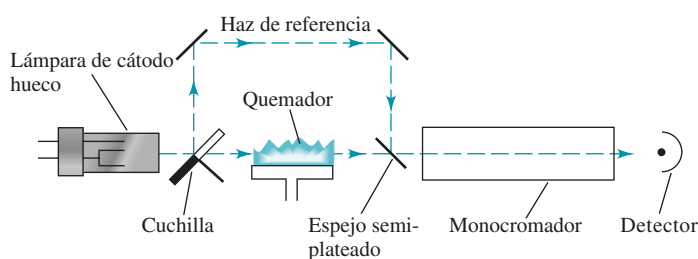 Haz de referencia
Lámpara de cátodo
hueco
Quemador
Cuchilla
Espejo semi-
plateado
Monocromador
Detector